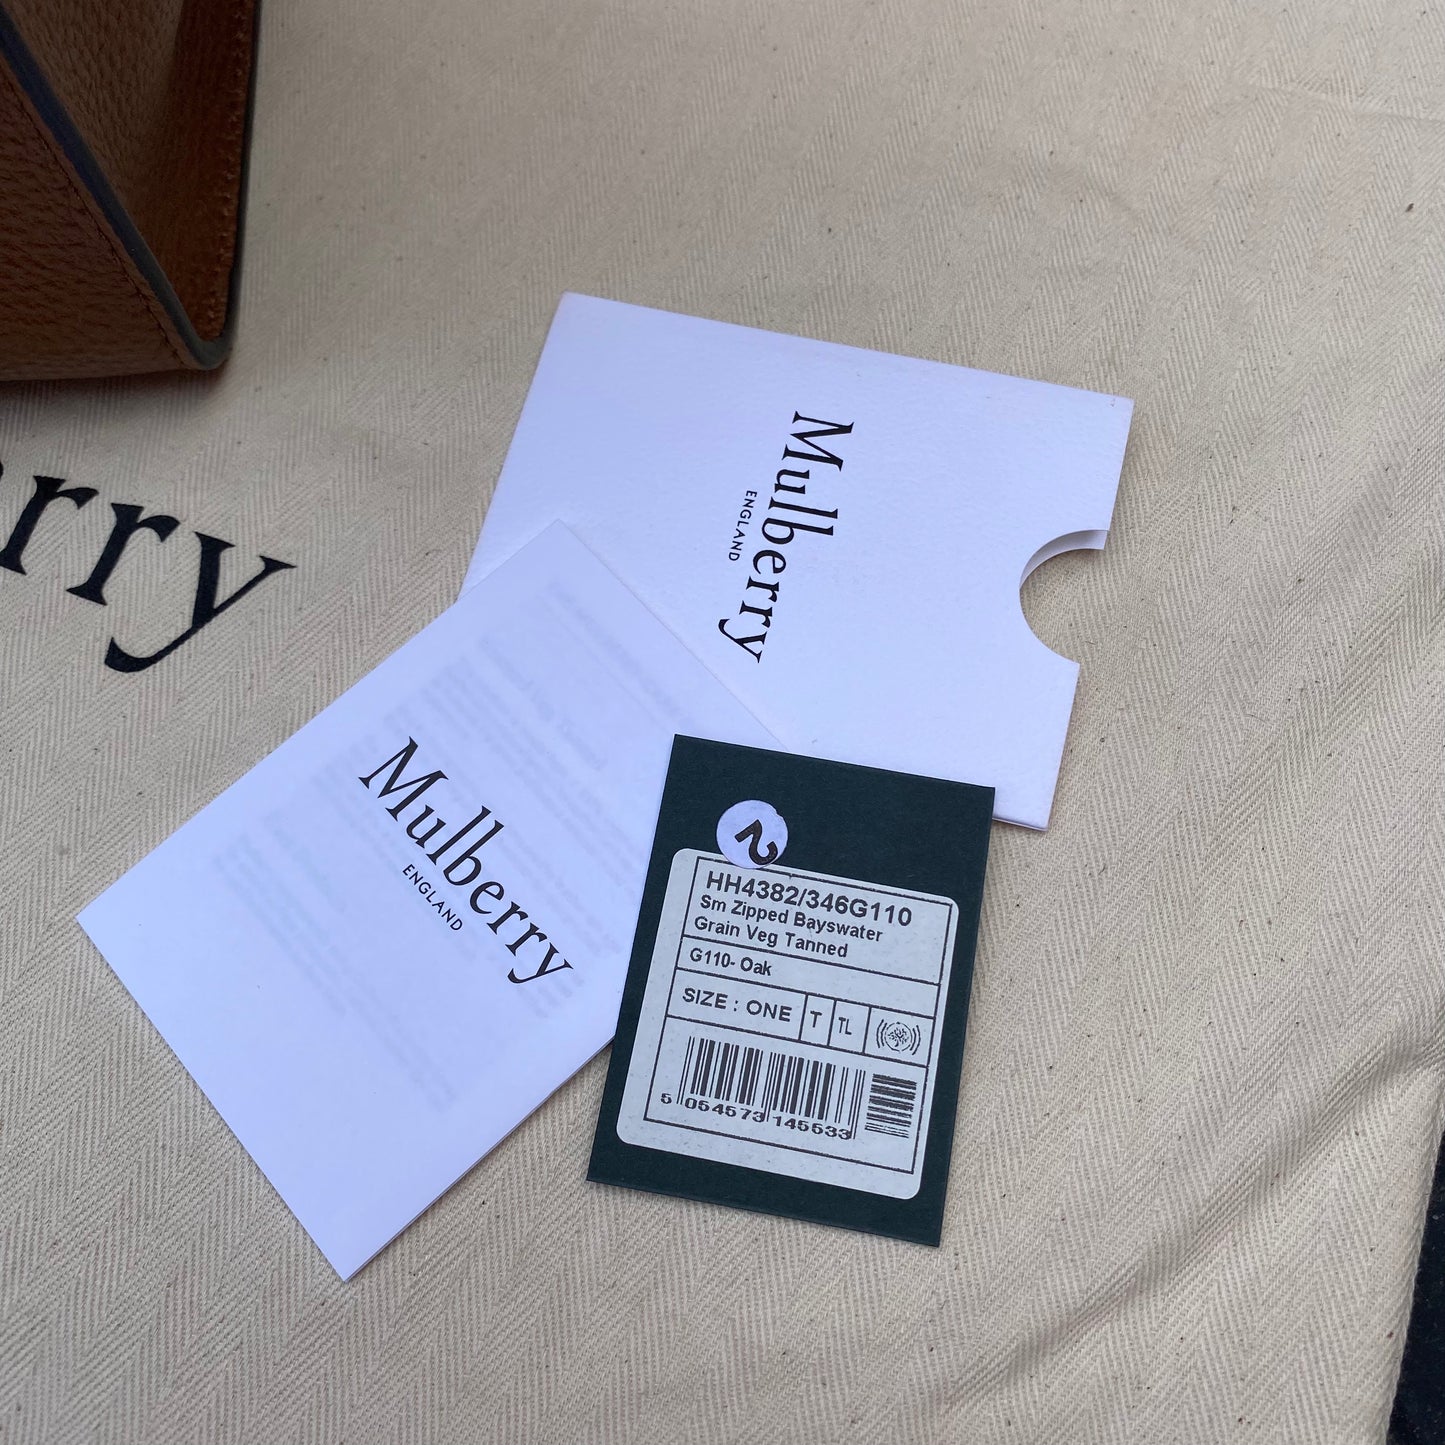 Mulberry
ENGLAND
rry
Mulberry
ENGLAND
2
HH4382/346G110
Sm Zipped Bayswater
Grain Veg Tanned
G110- Oak
SIZE : ONE T TL
5 054573 145533